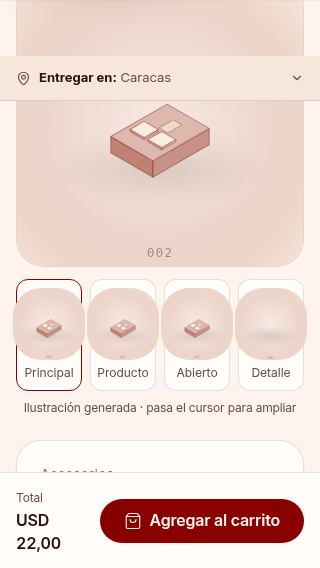 Entregar en: Caracas
002
Principal
Producto
Abierto
Detalle
Ilustración generada · pasa el cursor para ampliar
Total
USD
22,00
Agregar al carrito